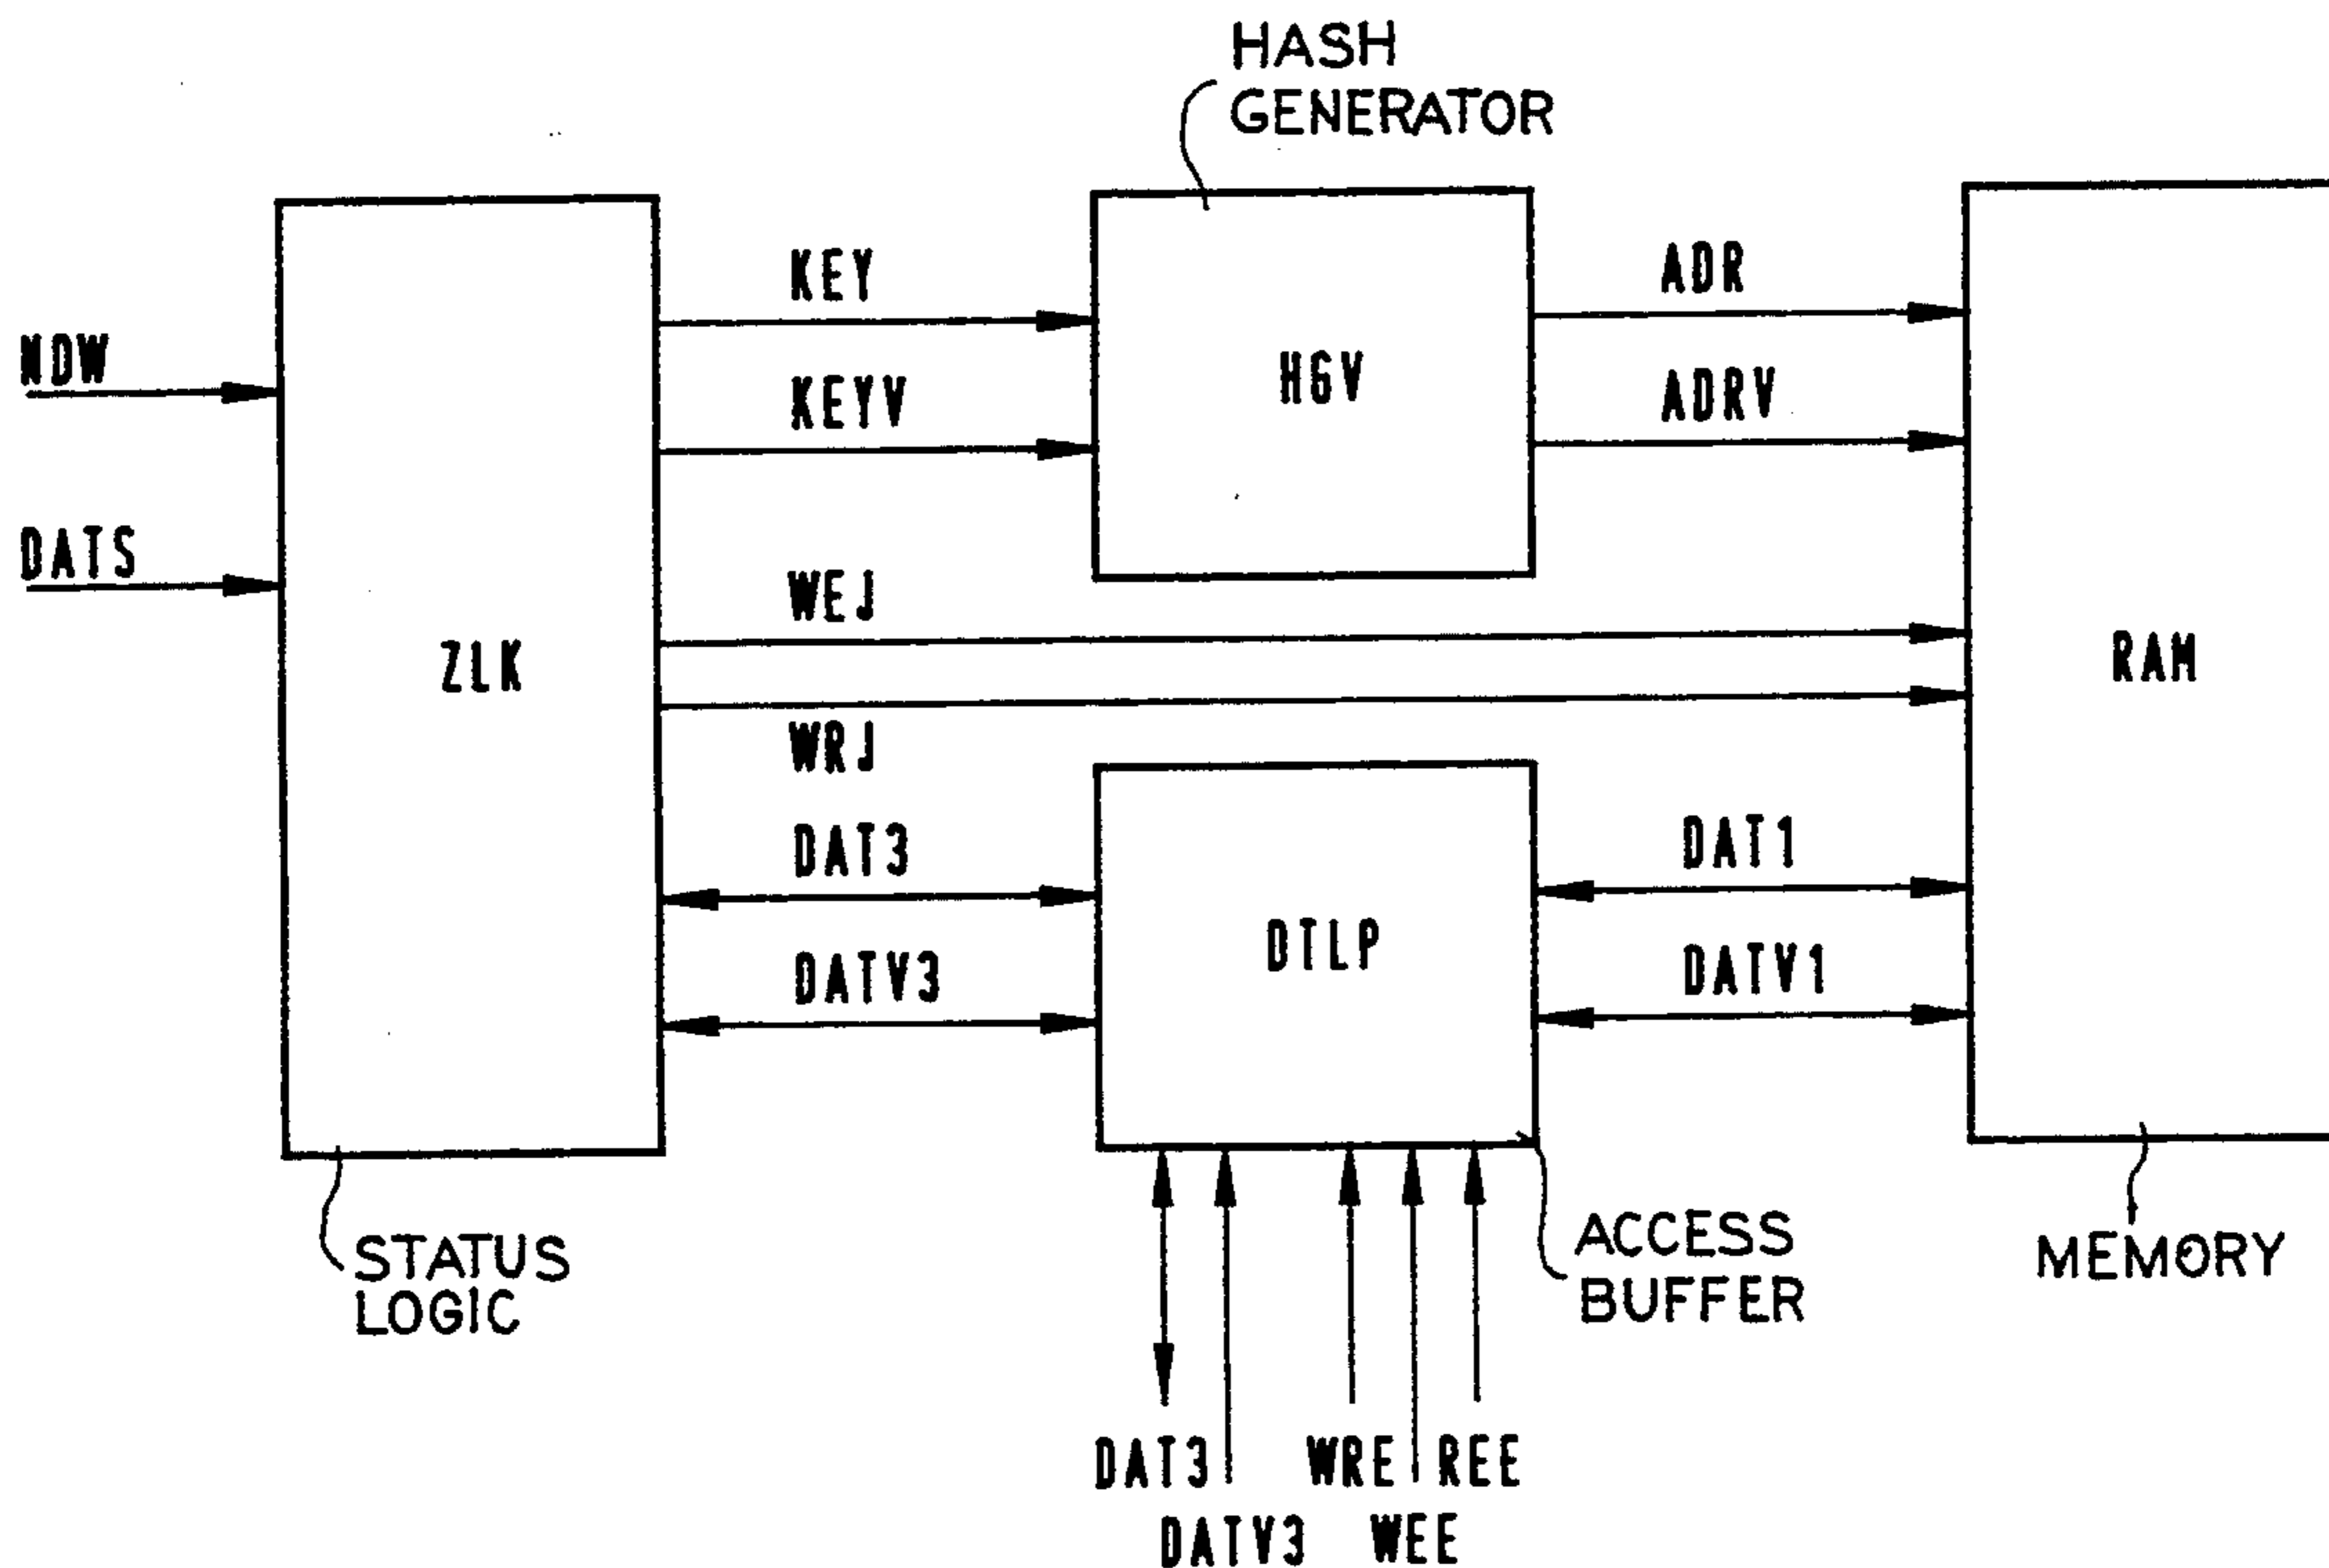 HASH
GENERATOR
KEY
ADR
NDW
HGV
KEYV
ADRV
DATS
WEJ
ZLK
RAM
WRJ
DAT3
DAT1
DTLP
DATV3
DATV1
ACCESS
BUFFER
STATUS
LOGIC
MEMORY
DAT3
WRE
REE
DATV3
WEE